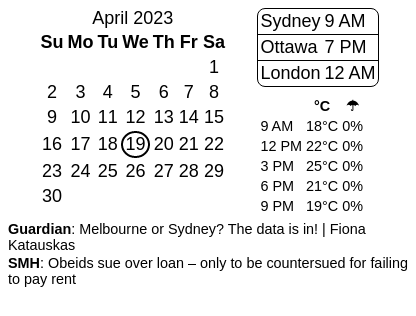 April 2023
Su Mo Tu We Th Fr Sa
1
2 3 4 5 6 7 8
9 10 11 12 13 14 15
16 17 18 19 20 21 22
23 24 25 26 27 28 29
30
Sydney 9 AM
Ottawa 7 PM
London 12 AM
°C ☂
9 AM 18°C 0%
12 PM 22°C 0%
3 PM 25°C 0%
6 PM 21°C 0%
9 PM 19°C 0%
Guardian: Melbourne or Sydney? The data is in! | Fiona
Katauskas
SMH: Obeids sue over loan – only to be countersued for failing
to pay rent